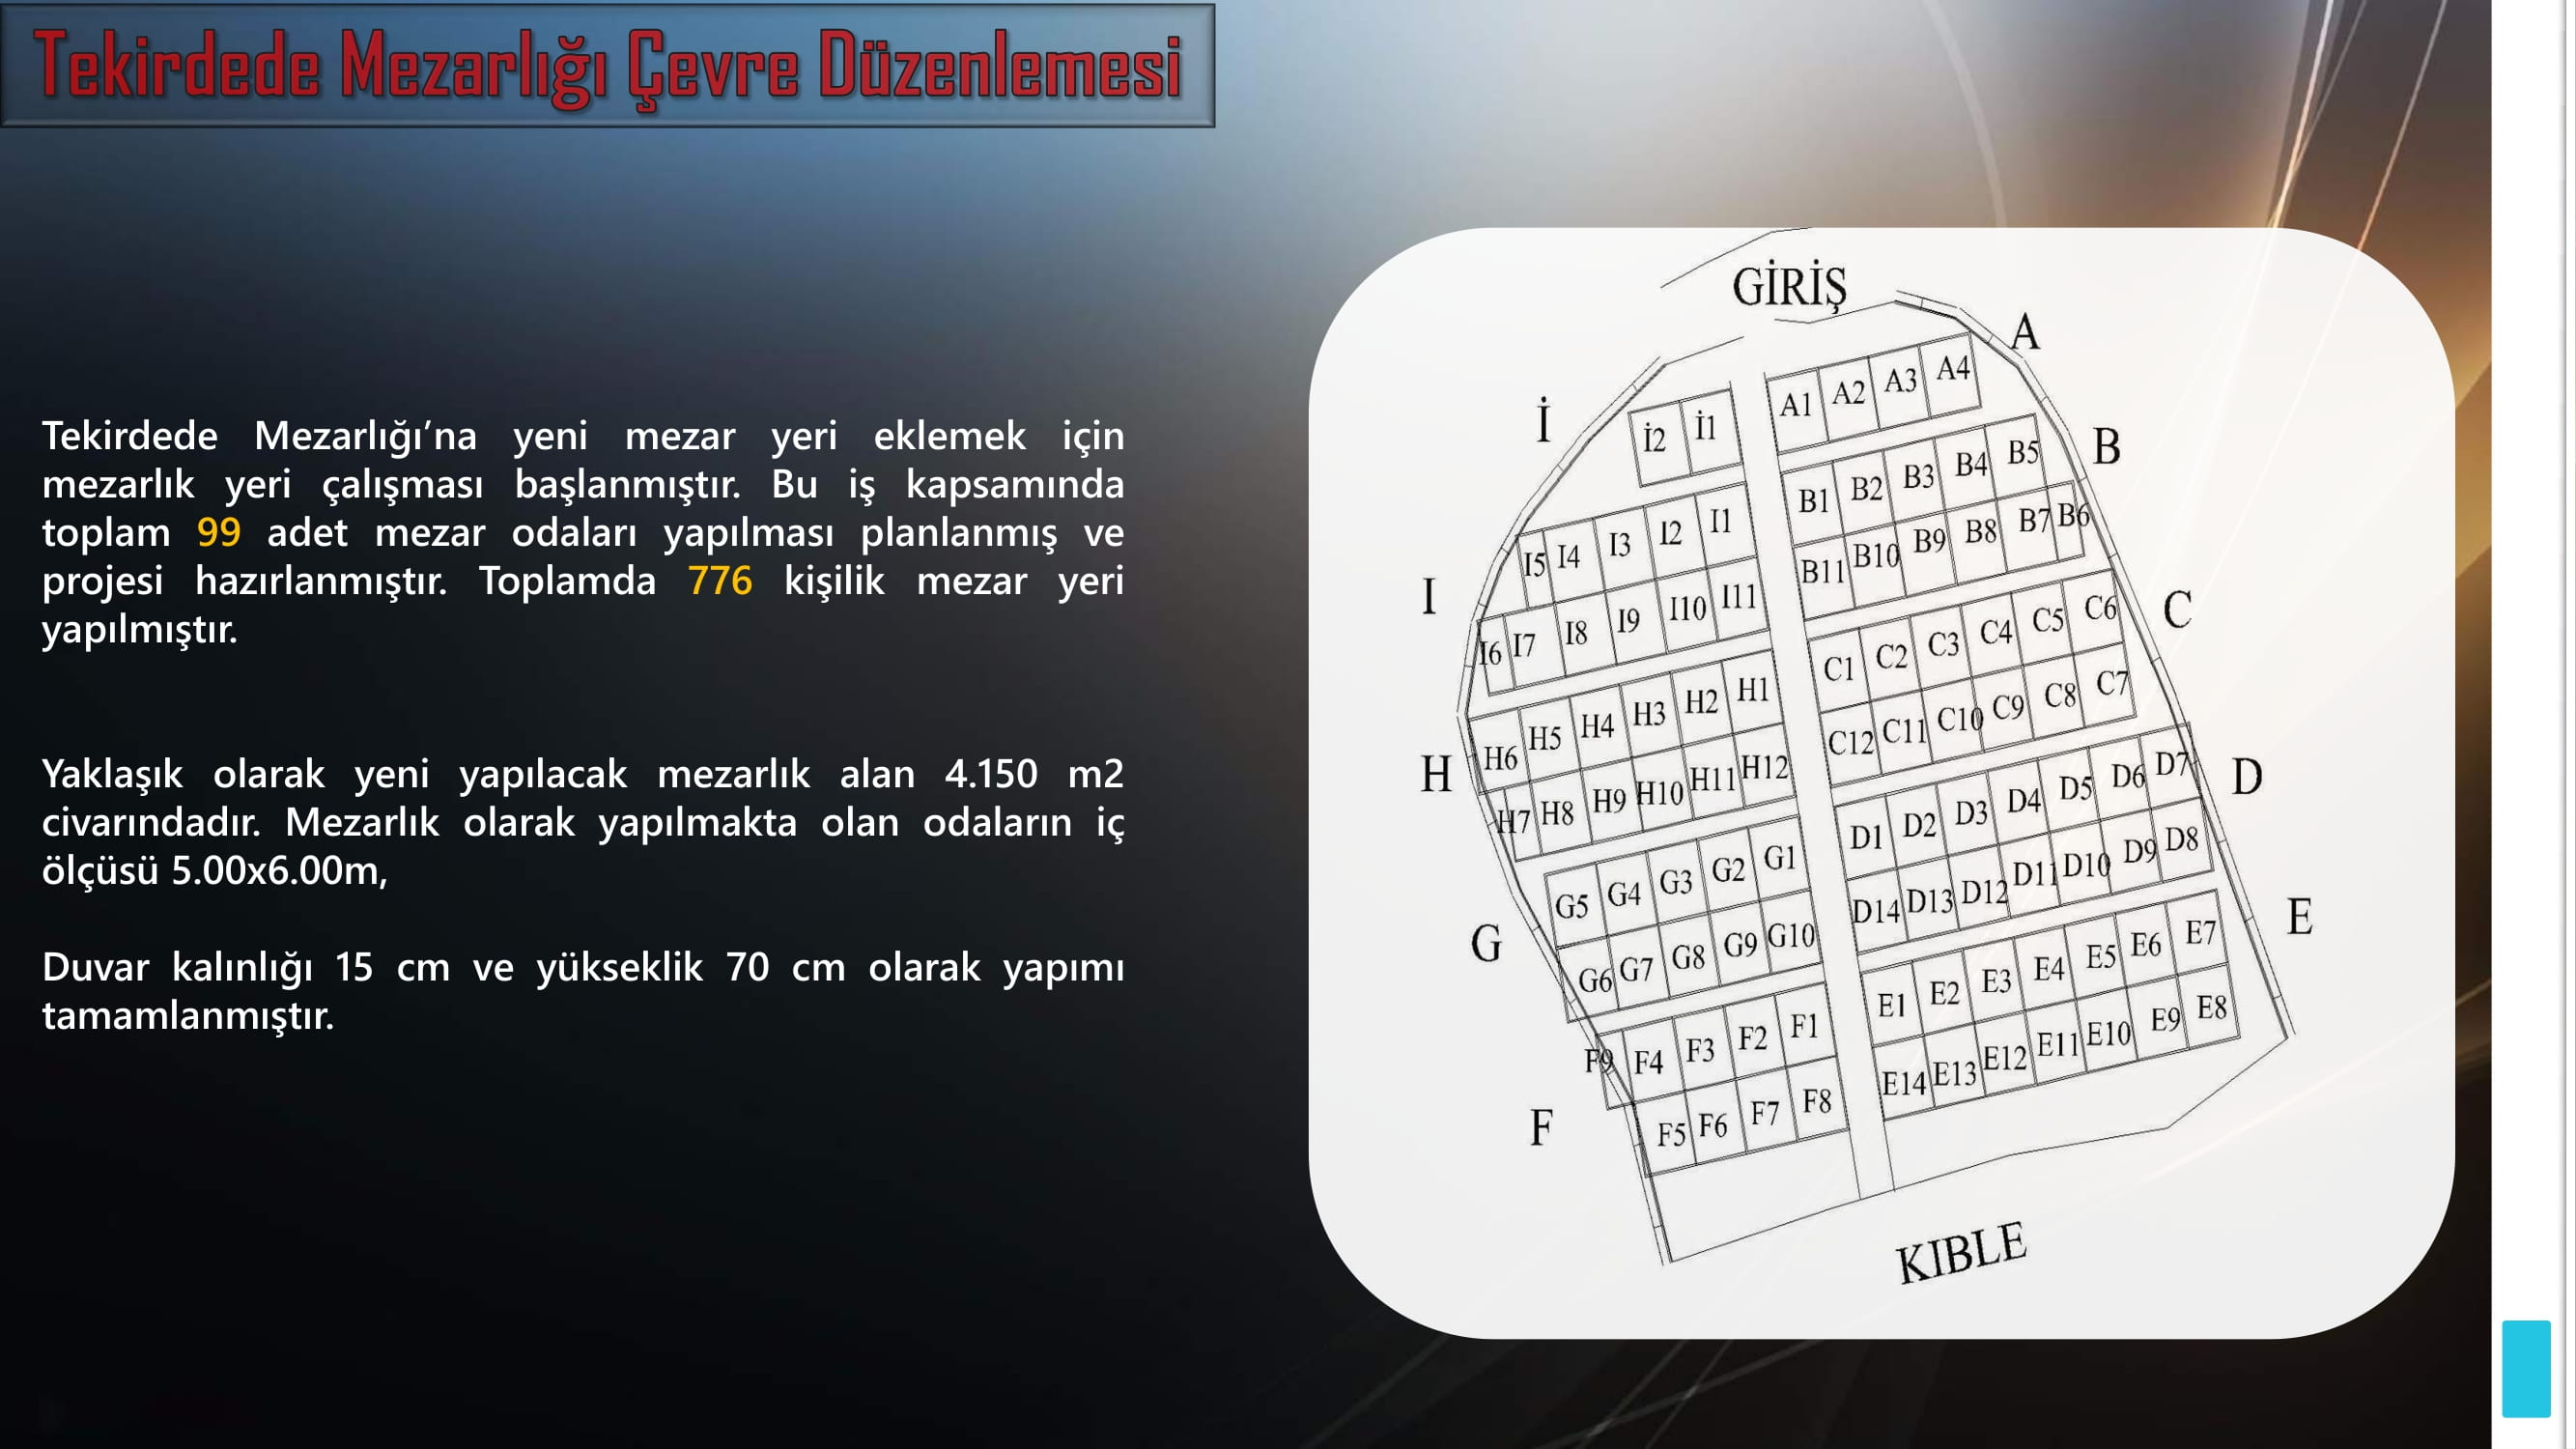 Tekirdede Mezarlığı Çevre Düzenlemesi
Tekirdede Mezarlığı’na yeni mezar yeri eklemek için
mezarlık yeri çalışması başlanmıştır. Bu iş kapsamında
toplam 99 adet mezar odaları yapılması planlanmış ve
projesi hazırlanmıştır. Toplamda 776 kişilik mezar yeri
yapılmıştır.
Yaklaşık olarak yeni yapılacak mezarlık alan 4.150 m2
civarındadır. Mezarlık olarak yapılmakta olan odaların iç
ölçüsü 5.00x6.00m,
Duvar kalınlığı 15 cm ve yükseklik 70 cm olarak yapımı
tamamlanmıştır.
GİRİŞ
A
A1 A2 A3 A4
İ
İ2 İ1
B
B1 B2 B3 B4 B5
B11 B10 B9 B8 B7 B6
I
I5 I4 I3 I2 I1
I6 I7 I8 I9 I10 I11
C
C1 C2 C3 C4 C5 C6
C12 C11 C10 C9 C8 C7
H
H6 H5 H4 H3 H2 H1
H7 H8 H9 H10 H11 H12
D
D1 D2 D3 D4 D5 D6 D7
D14 D13 D12 D11 D10 D9 D8
G
G5 G4 G3 G2 G1
G6 G7 G8 G9 G10
E
E1 E2 E3 E4 E5 E6 E7
E14 E13 E12 E11 E10 E9 E8
F
F9 F4 F3 F2 F1
F5 F6 F7 F8
KIBLE